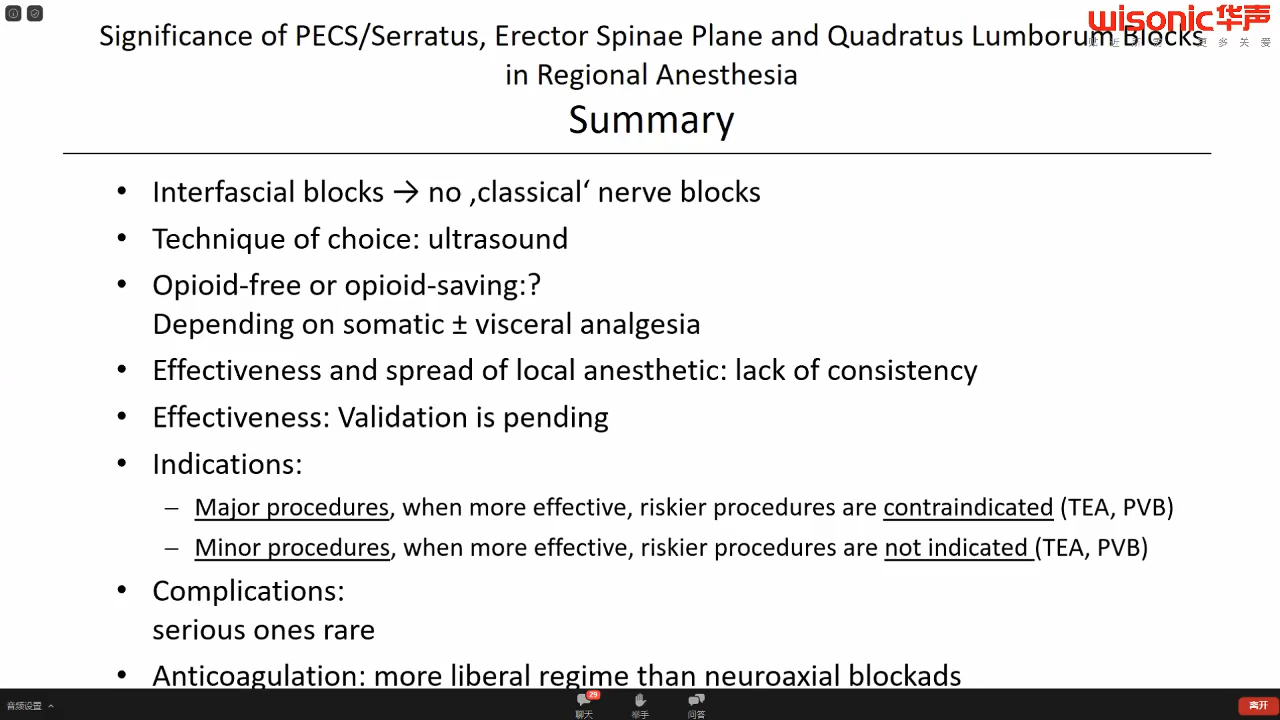 wisonic华声
Significance of PECS/Serratus, Erector Spinae Plane and Quadratus Lumborum Blocks
更多关爱
in Regional Anesthesia
Summary
• Interfascial blocks → no ‚classical‘ nerve blocks
• Technique of choice: ultrasound
• Opioid-free or opioid-saving:?
Depending on somatic ± visceral analgesia
• Effectiveness and spread of local anesthetic: lack of consistency
• Effectiveness: Validation is pending
• Indications:
– Major procedures, when more effective, riskier procedures are contraindicated (TEA, PVB)
– Minor procedures, when more effective, riskier procedures are not indicated (TEA, PVB)
• Complications:
serious ones rare
• Anticoagulation: more liberal regime than neuroaxial blockads
音频设置
29
聊天
举手
问答
离开